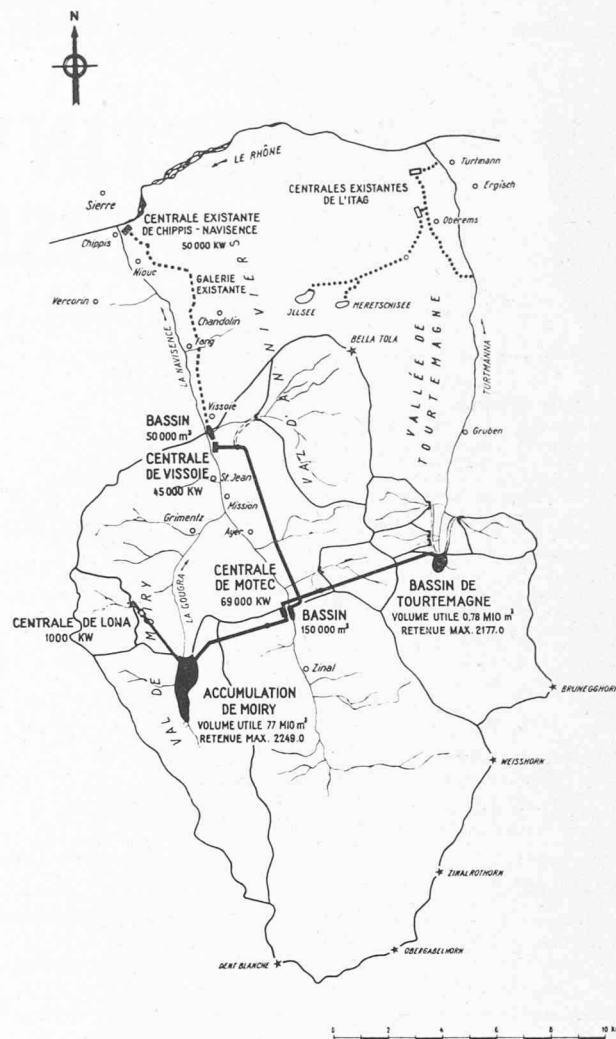 N
LE RHÔNE
Turtmann
CENTRALES EXISTANTES
DE L'ITAG
Ergisch
Sierre
Oberems
CENTRALE EXISTANTE
DE CHIPPIS - NAVISENCE
50 000 KW
Chippis
Niouc
GALERIE
EXISTANTE
Vercorin
Chandolin
Fang
LA NAVISENCE
ILLSEE
MERETSCHISEE
VALLÉE DE
TOURTEMAGNE
TURTMANNA
BELLA TOLA
VAL D'ANNIVIERS
Vissoie
BASSIN
50 000 m³
Gruben
CENTRALE
DE VISSOIE
45 000 KW
St. Jean
Mission
Grimentz
Ayer
CENTRALE
DE MOTEC
69 000 KW
LA GOUGRA
BASSIN DE
TOURTEMAGNE
VOLUME UTILE 0,78 MIO m³
RETENUE MAX. 2177.0
CENTRALE DE LONA
1000 KW
BASSIN
150 000 m³
VAL DE MOIRY
Zinal
ACCUMULATION
DE MOIRY
VOLUME UTILE 77 MIO m³
RETENUE MAX. 2249.0
BRUNEGGHORN
WEISSHORN
ZINALROTHORN
OBERGABELHORN
DENT BLANCHE
0 2 4 6 8 10 km